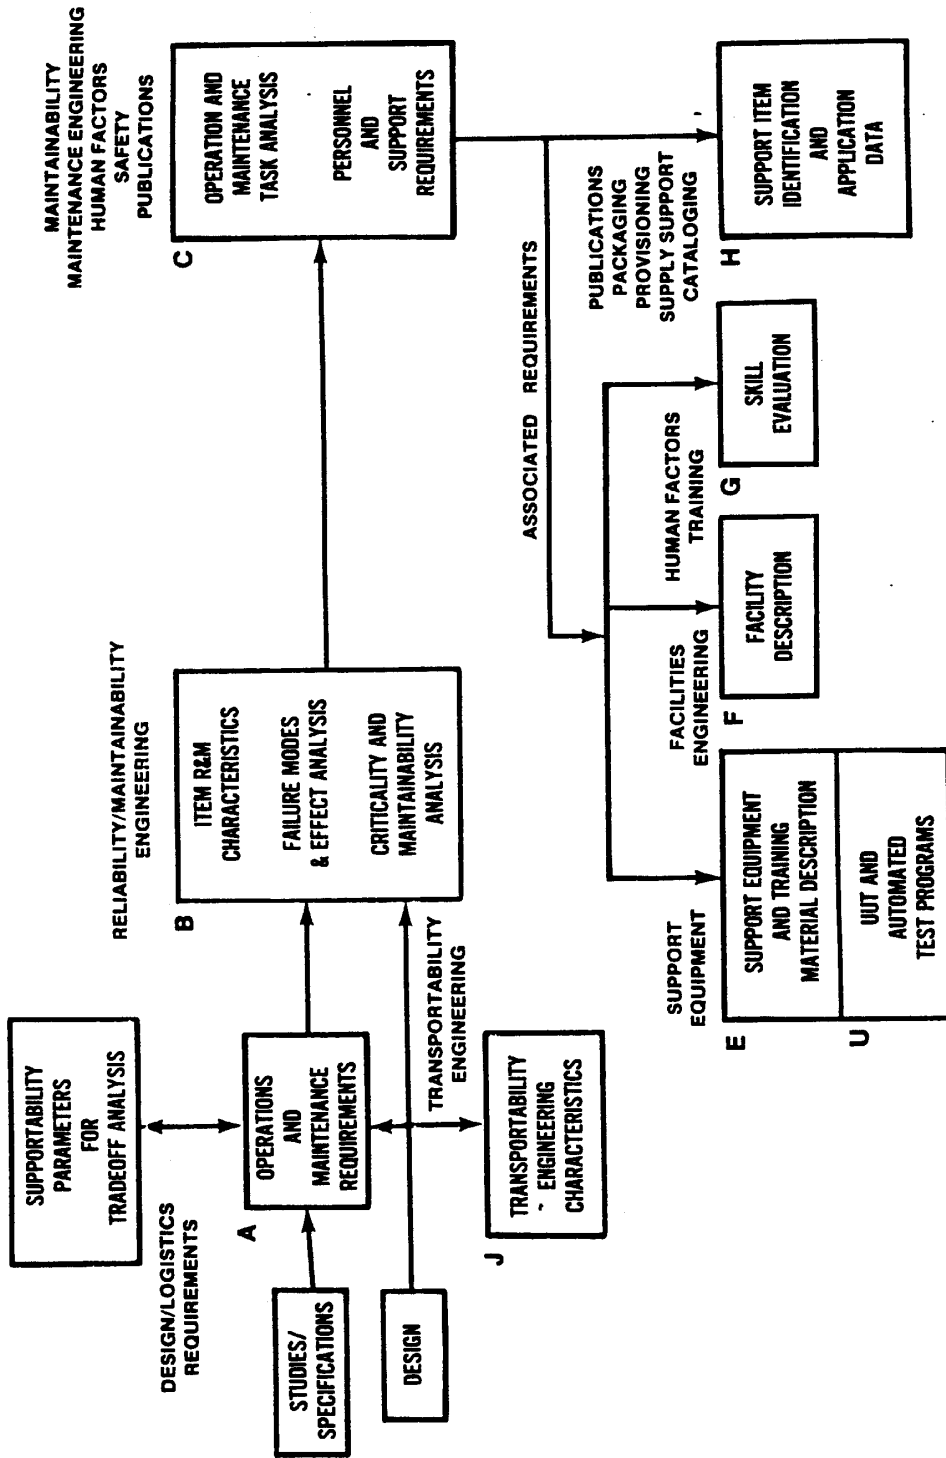 SUPPORTABILITY
PARAMETERS
FOR
TRADEOFF ANALYSIS
DESIGN/LOGISTICS
REQUIREMENTS
STUDIES/
SPECIFICATIONS
DESIGN
A
OPERATIONS
AND
MAINTENANCE
REQUIREMENTS
TRANSPORTABILITY
ENGINEERING
J
TRANSPORTABILITY
- ENGINEERING
CHARACTERISTICS
RELIABILITY/MAINTAINABILITY
ENGINEERING
B
ITEM R&M
CHARACTERISTICS
FAILURE MODES
& EFFECT ANALYSIS
CRITICALITY AND
MAINTAINABILITY
ANALYSIS
MAINTAINABILITY
MAINTENANCE ENGINEERING
HUMAN FACTORS
SAFETY
PUBLICATIONS
C
OPERATION AND
MAINTENANCE
TASK ANALYSIS
PERSONNEL
AND
SUPPORT
REQUIREMENTS
ASSOCIATED REQUIREMENTS
SUPPORT
EQUIPMENT
E
SUPPORT EQUIPMENT
AND TRAINING
MATERIAL DESCRIPTION
U
UUT AND
AUTOMATED
TEST PROGRAMS
FACILITIES
ENGINEERING
F
FACILITY
DESCRIPTION
HUMAN FACTORS
TRAINING
G
SKILL
EVALUATION
PUBLICATIONS
PACKAGING
PROVISIONING
SUPPLY SUPPORT
CATALOGING
H
SUPPORT ITEM
IDENTIFICATION
AND
APPLICATION
DATA